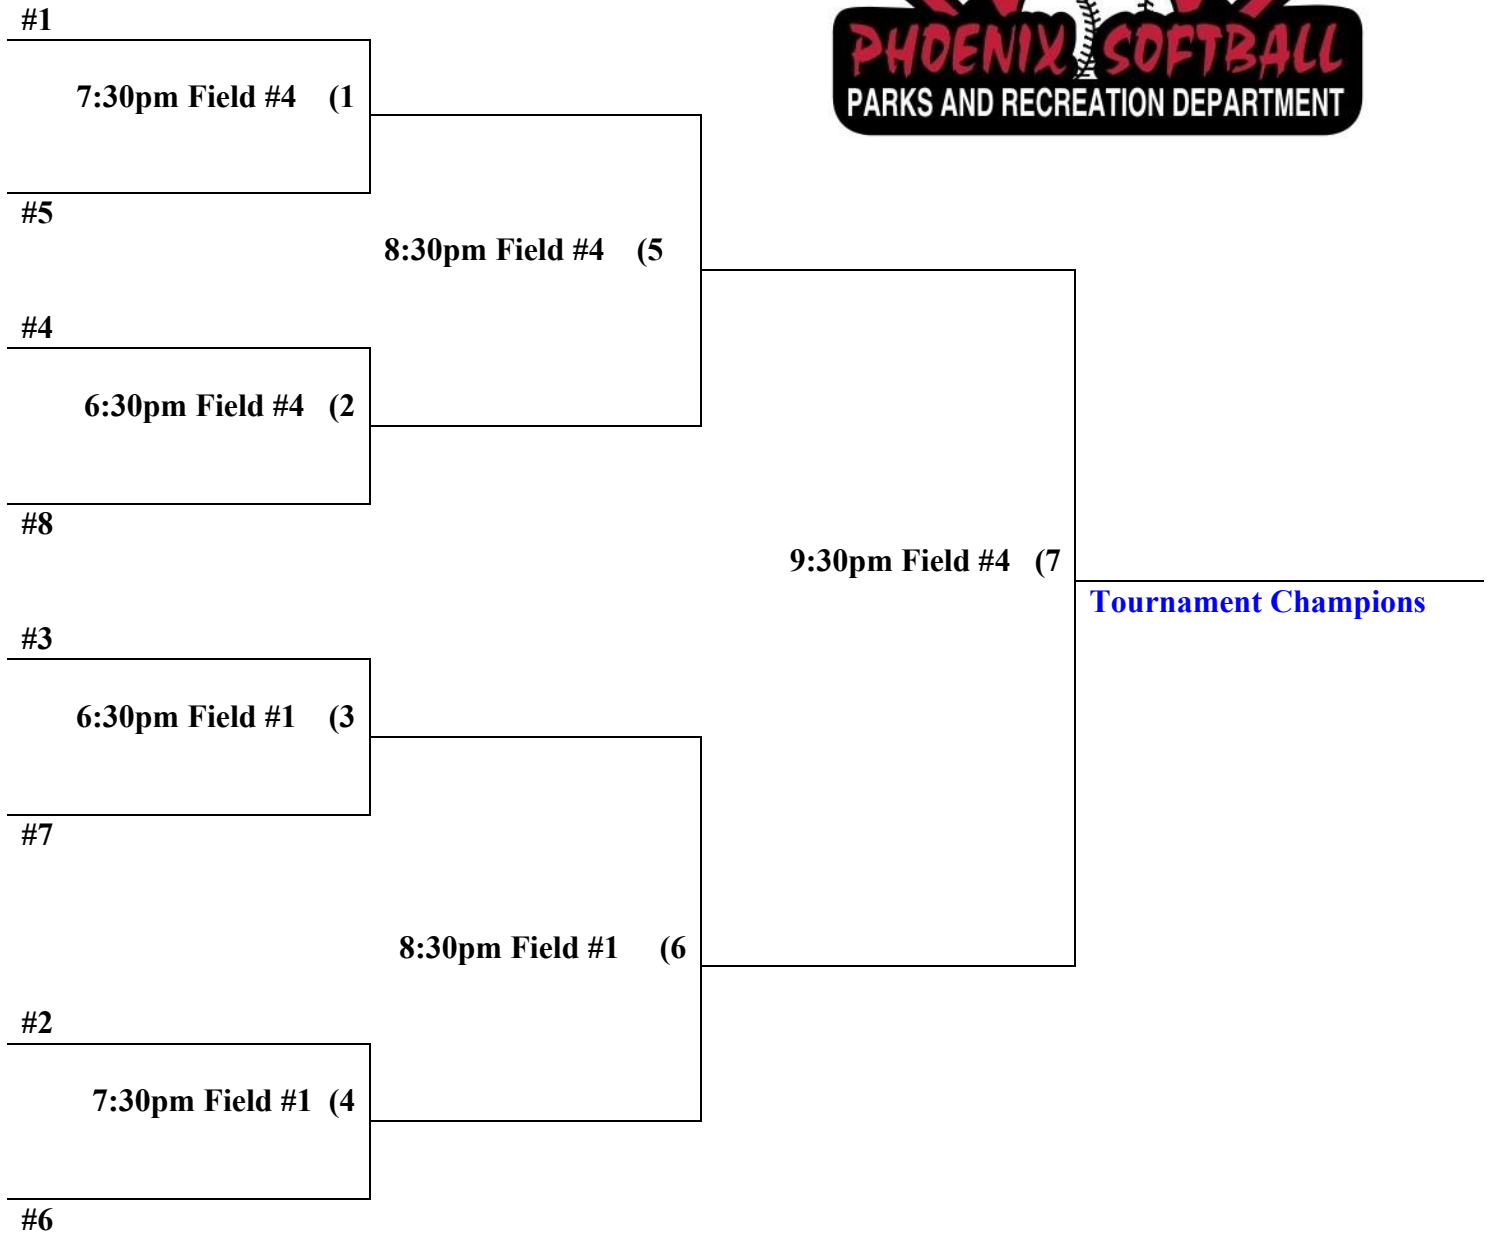 #1
PHOENIX SOFTBALL
PARKS AND RECREATION DEPARTMENT
7:30pm Field #4 (1
#5
8:30pm Field #4 (5
#4
6:30pm Field #4 (2
#8
9:30pm Field #4 (7
Tournament Champions
#3
6:30pm Field #1 (3
#7
8:30pm Field #1 (6
#2
7:30pm Field #1 (4
#6